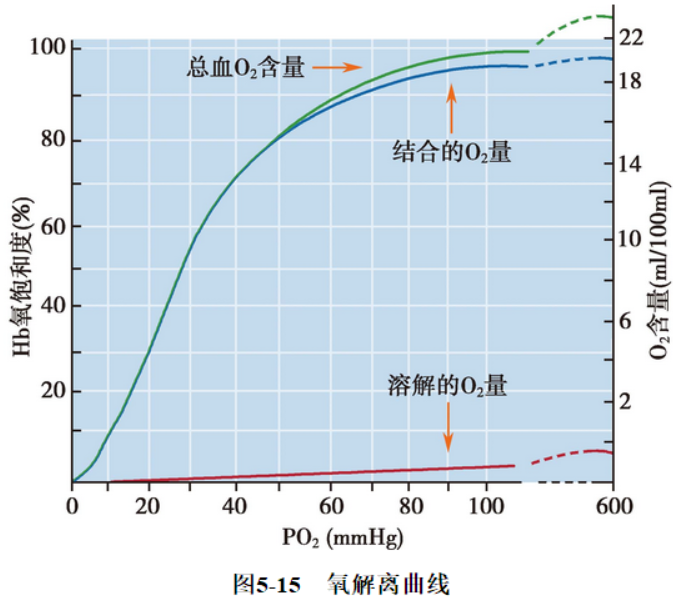 100
80
60
40
20
Hb氧饱和度(%)
总血O₂含量
结合的O₂量
溶解的O₂量
22
18
14
10
6
2
O₂含量(ml/100ml)
0 20 40 60 80 100 600
PO₂ (mmHg)
图5-15 氧解离曲线